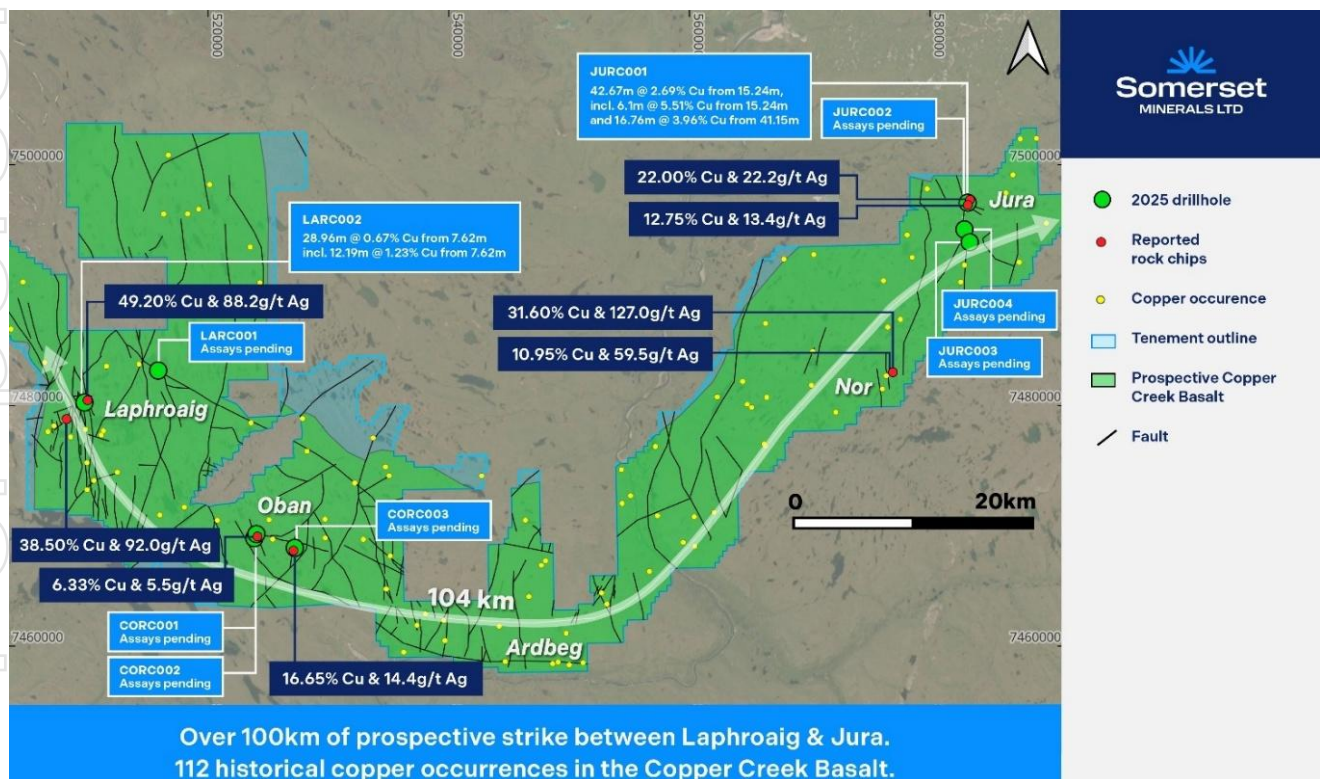 520000
540000
560000
580000
7500000
7500000
7480000
7480000
7460000
7460000
JURC001
42.67m @ 2.69% Cu from 15.24m,
incl. 6.1m @ 5.51% Cu from 15.24m
and 16.76m @ 3.96% Cu from 41.15m
JURC002
Assays pending
22.00% Cu & 22.2g/t Ag
12.75% Cu & 13.4g/t Ag
Jura
LARC002
28.96m @ 0.67% Cu from 7.62m
incl. 12.19m @ 1.23% Cu from 7.62m
49.20% Cu & 88.2g/t Ag
LARC001
Assays pending
31.60% Cu & 127.0g/t Ag
10.95% Cu & 59.5g/t Ag
JURC004
Assays pending
JURC003
Assays pending
Laphroaig
Nor
Oban
CORC003
Assays pending
0
20km
38.50% Cu & 92.0g/t Ag
6.33% Cu & 5.5g/t Ag
104 km
CORC001
Assays pending
CORC002
Assays pending
16.65% Cu & 14.4g/t Ag
Ardbeg
Over 100km of prospective strike between Laphroaig & Jura.
112 historical copper occurrences in the Copper Creek Basalt.
Somerset
MINERALS LTD
2025 drillhole
Reported
rock chips
Copper occurence
Tenement outline
Prospective Copper
Creek Basalt
Fault